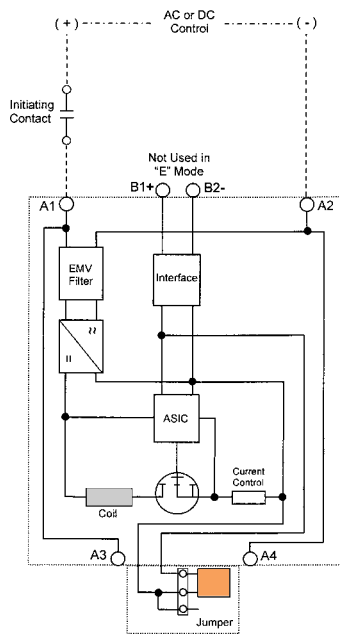 (+)
AC or DC
Control
(-)
Initiating
Contact
Not Used in
"E" Mode
B1+
B2-
A1
A2
EMV
Filter
Interface
ASIC
Coil
Current
Control
A3
A4
Jumper